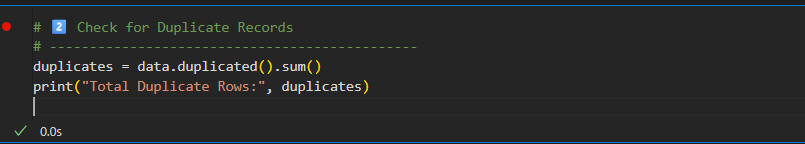 # 2️⃣ Check for Duplicate Records
# ----------------------------------------------
duplicates = data.duplicated().sum()
print("Total Duplicate Rows:", duplicates)
0.0s